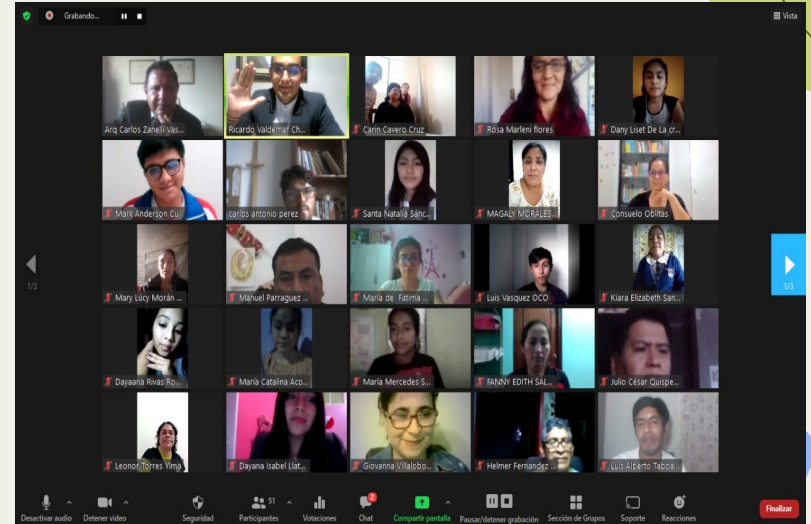 Grabando...
Vista
Arq Carlos Zanelli Vas...
Ricardo Valdemar Ch...
Carin Cavero Cruz
Rosa Marleni flores
Dany Liset De La cr...
Mark Anderson Cu...
carlos antonio perez
Santa Natalia Sánc...
MAGALY MORALES...
Consuelo Oblitas
Mary Lucy Morán ...
Manuel Parraguez ...
María de Fátima ...
Luis Vasquez OCO
Kiara Elizabeth San...
1/3
1/3
Dayaana Rivas Ro...
María Catalina Aco...
María Mercedes S...
FANNY EDITH SAL...
Julio César Quispe...
Leonor Torres Yima...
Dayana Isabel Llat...
Giovanna Villalobo...
Helmer Fernandez ...
Luis Alberto Taboa...
51
2
Desactivar audio
Detener video
Seguridad
Participantes
Votaciones
Chat
Compartir pantalla
Pausar/detener grabación
Sección de Grupos
Soporte
Reacciones
Finalizar